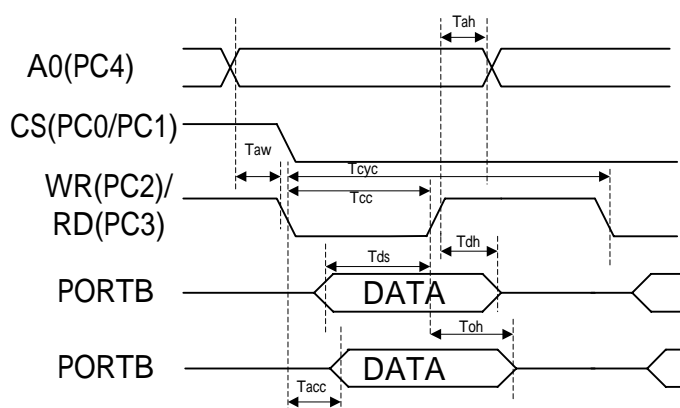 Tah
A0(PC4)
CS(PC0/PC1)
Taw
Tcyc
WR(PC2)/
RD(PC3)
Tcc
Tds
Tdh
PORTB
DATA
Toh
PORTB
DATA
Tacc